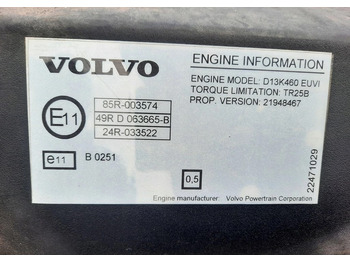 VOLVO
ENGINE INFORMATION
ENGINE MODEL: D13K460 EUVI
TORQUE LIMITATION: TR25B
PROP. VERSION: 21948467
E11
85R-003574
49R D 063665-B
24R-033522
e11
B 0251
0,5
22471029
Engine manufacturer: Volvo Powertrain Corporation